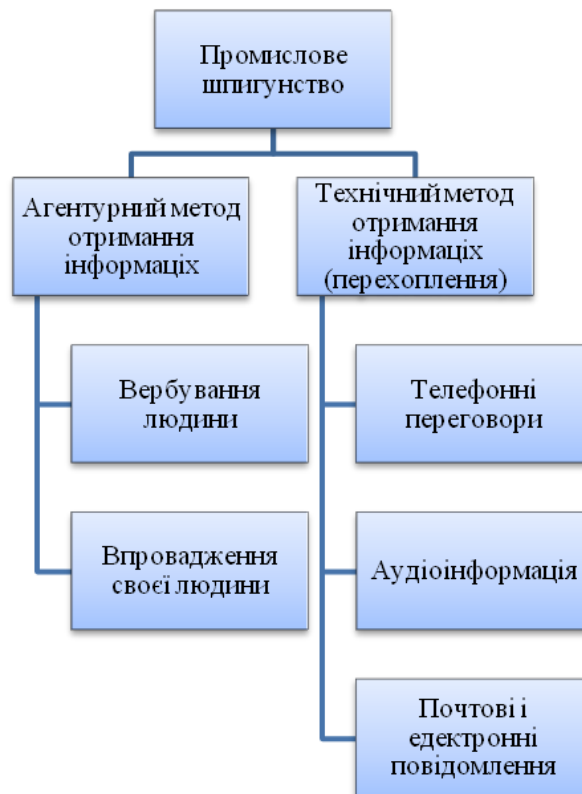 Промислове
шпигунство
Агентурний метод
отримання
інформаціх
Технічний метод
отримання
інформаціх
(перехоплення)
Вербування
людини
Впровадження
своєї людини
Телефонні
переговори
Аудіоінформація
Почтові і
едектронні
повідомлення